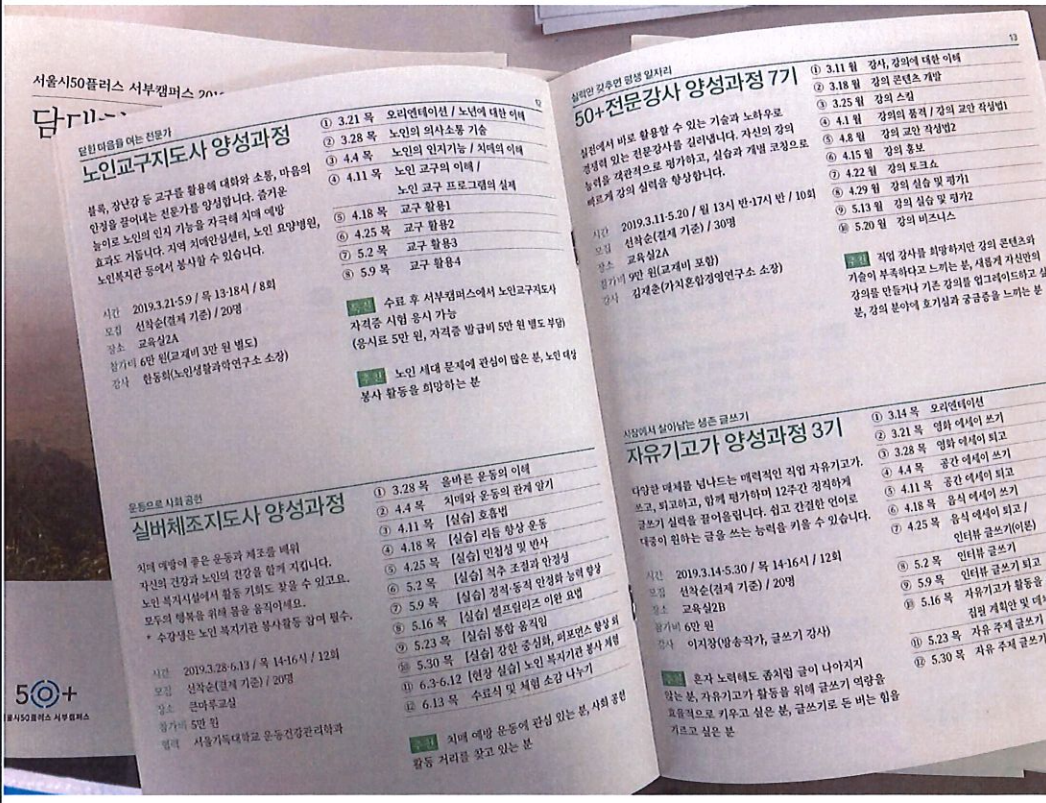 서울시50플러스 서부캠퍼스
12
닫힌 마음을 여는 전문가
노인교구지도사 양성과정
블록, 장난감 등 교구를 활용해 대화와 소통, 마음의
안정을 끌어내는 전문가를 양성합니다. 즐거운
놀이로 노인의 인지 기능을 자극해 치매 예방
효과도 거둡니다. 지역 치매안심센터, 노인 요양병원,
노인복지관 등에서 봉사할 수 있습니다.
시간 2019.3.21-5.9 / 목 13-18시 / 8회
모집 선착순(결제 기준) / 20명
장소 교육실2A
참가비 6만 원(교재비 3만 원 별도)
강사 한동희(노인생활과학연구소 소장)
① 3.21 목 오리엔테이션 / 노년에 대한 이해
② 3.28 목 노인의 의사소통 기술
③ 4.4 목 노인의 인지기능 / 치매의 이해
④ 4.11 목 노인 교구의 이해 /
노인 교구 프로그램의 실제
⑤ 4.18 목 교구 활용1
⑥ 4.25 목 교구 활용2
⑦ 5.2 목 교구 활용3
⑧ 5.9 목 교구 활용4
특전 수료 후 서부캠퍼스에서 노인교구지도사
자격증 시험 응시 가능
(응시료 5만 원, 자격증 발급비 5만 원 별도 부담)
추천 노인 세대 문제에 관심이 많은 분, 노인 대상
봉사 활동을 희망하는 분
운동으로 사회 공헌
실버체조지도사 양성과정
치매 예방에 좋은 운동과 체조를 배워
자신의 건강과 노인의 건강을 함께 지킵니다.
노인 복지시설에서 활동 기회도 찾을 수 있고요.
모두의 행복을 위해 몸을 움직이세요.
* 수강생은 노인 복지기관 봉사활동 참여 필수.
시간 2019.3.28-6.13 / 목 14-16시 / 12회
모집 선착순(결제 기준) / 20명
장소 큰마루교실
참가비 5만 원
협력 서울기독대학교 운동건강관리학과
① 3.28 목 올바른 운동의 이해
② 4.4 목 치매와 운동의 관계 알기
③ 4.11 목 [실습] 호흡법
④ 4.18 목 [실습] 리듬 향상 운동
⑤ 4.25 목 [실습] 민첩성 및 반사
⑥ 5.2 목 [실습] 척추 조절과 안정성
⑦ 5.9 목 [실습] 정적·동적 안정화 능력 향상
⑧ 5.16 목 [실습] 셀프릴리즈 이완 요법
⑨ 5.23 목 [실습] 통합 움직임
⑩ 5.30 목 [실습] 강한 중심화, 퍼포먼스 향상 외
⑪ 6.3-6.12 [현장 실습] 노인 복지기관 봉사 체험
⑫ 6.13 목 수료식 및 체험 소감 나누기
추천 치매 예방 운동에 관심 있는 분, 사회 공헌
활동 거리를 찾고 있는 분
50+
서울시50플러스 서부캠퍼스
13
실력만 갖추면 평생 일자리
50+전문강사 양성과정 7기
실전에서 바로 활용할 수 있는 기술과 노하우로
경쟁력 있는 전문강사를 길러냅니다. 자신의 강의
능력을 객관적으로 평가하고, 실습과 개별 코칭으로
빠르게 강의 실력을 향상합니다.
시간 2019.3.11-5.20 / 월 13시 반-17시 반 / 10회
모집 선착순(결제 기준) / 30명
장소 교육실2A
참가비 9만 원(교재비 포함)
강사 김재춘(가치혼합경영연구소 소장)
① 3.11 월 강사, 강의에 대한 이해
② 3.18 월 강의 콘텐츠 개발
③ 3.25 월 강의 스킬
④ 4.1 월 강의의 품격 / 강의 교안 작성법1
⑤ 4.8 월 강의 교안 작성법2
⑥ 4.15 월 강의 홍보
⑦ 4.22 월 강의 토크쇼
⑧ 4.29 월 강의 실습 및 평가1
⑨ 5.13 월 강의 실습 및 평가2
⑩ 5.20 월 강의 비즈니스
추천 직업 강사를 희망하지만 강의 콘텐츠와
기술이 부족하다고 느끼는 분, 새롭게 자신만의
강의를 만들거나 기존 강의를 업그레이드하고 싶
분, 강의 분야에 호기심과 궁금증을 느끼는 분
시장에서 살아남는 생존 글쓰기
자유기고가 양성과정 3기
다양한 매체를 넘나드는 매력적인 직업 자유기고가.
쓰고, 퇴고하고, 함께 평가하며 12주간 정직하게
글쓰기 실력을 끌어올립니다. 쉽고 간결한 언어로
대중이 원하는 글을 쓰는 능력을 키울 수 있습니다.
시간 2019.3.14-5.30 / 목 14-16시 / 12회
모집 선착순(결제 기준) / 20명
장소 교육실2B
참가비 6만 원
강사 이지장(방송작가, 글쓰기 강사)
① 3.14 목 오리엔테이션
② 3.21 목 영화 에세이 쓰기
③ 3.28 목 영화 에세이 퇴고
④ 4.4 목 공간 에세이 쓰기
⑤ 4.11 목 공간 에세이 퇴고
⑥ 4.18 목 음식 에세이 쓰기
⑦ 4.25 목 음식 에세이 퇴고 /
인터뷰 글쓰기(이론)
⑧ 5.2 목 인터뷰 글쓰기
⑨ 5.9 목 인터뷰 글쓰기 퇴고
⑩ 5.16 목 자유기고가 활동을
집필 계획안 및
⑪ 5.23 목 자유 주제 글쓰기
⑫ 5.30 목 자유 주제 글쓰
추천 혼자 노력해도 좀처럼 글이 나아지지
않는 분, 자유기고가 활동을 위해 글쓰기 역량을
효율적으로 키우고 싶은 분, 글쓰기로 돈 버는 힘을
기르고 싶은 분